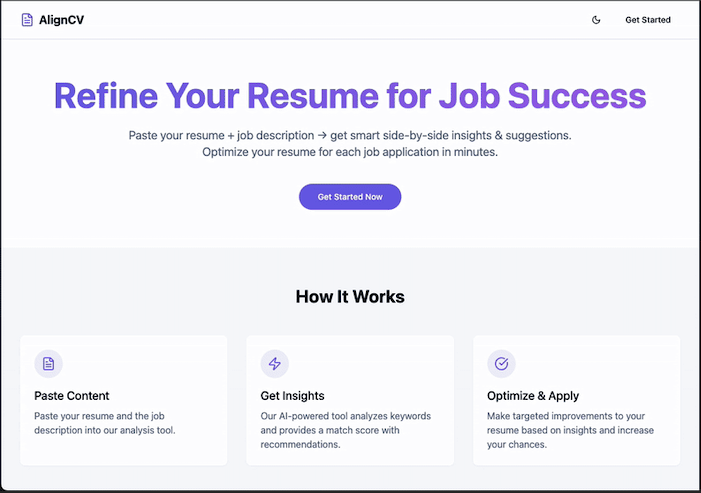 AlignCV
Get Started
Refine Your Resume for Job Success
Paste your resume + job description → get smart side-by-side insights & suggestions.
Optimize your resume for each job application in minutes.
Get Started Now
How It Works
Paste Content
Paste your resume and the job
description into our analysis tool.
Get Insights
Our AI-powered tool analyzes keywords
and provides a match score with
recommendations.
Optimize & Apply
Make targeted improvements to your
resume based on insights and increase
your chances.